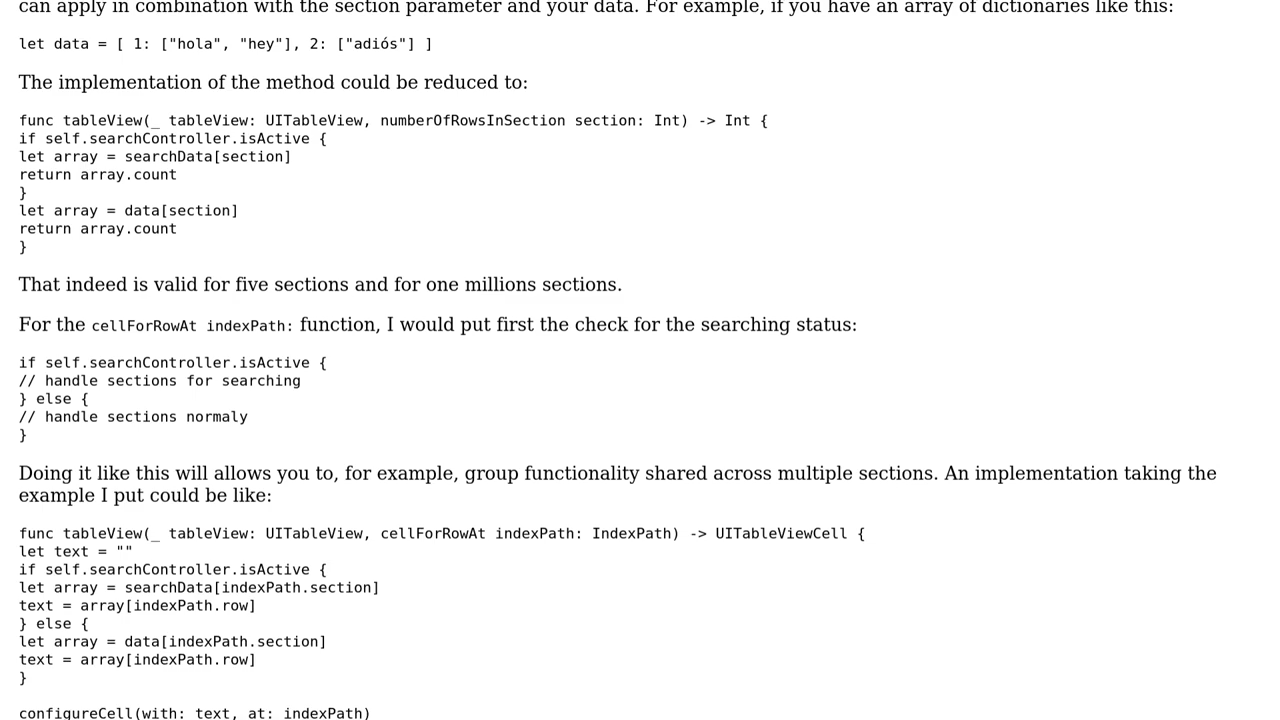 can apply in combination with the section parameter and your data. For example, if you have an array of dictionaries like this:
let data = [ 1: ["hola", "hey"], 2: ["adiós"] ]
The implementation of the method could be reduced to:
func tableView(_ tableView: UITableView, numberOfRowsInSection section: Int) -> Int {
if self.searchController.isActive {
let array = searchData[section]
return array.count
}
let array = data[section]
return array.count
}
That indeed is valid for five sections and for one millions sections.
For the cellForRowAt indexPath: function, I would put first the check for the searching status:
if self.searchController.isActive {
// handle sections for searching
} else {
// handle sections normaly
}
Doing it like this will allows you to, for example, group functionality shared across multiple sections. An implementation taking the
example I put could be like:
func tableView(_ tableView: UITableView, cellForRowAt indexPath: IndexPath) -> UITableViewCell {
let text = ""
if self.searchController.isActive {
let array = searchData[indexPath.section]
text = array[indexPath.row]
} else {
let array = data[indexPath.section]
text = array[indexPath.row]
}
configureCell(with: text, at: indexPath)